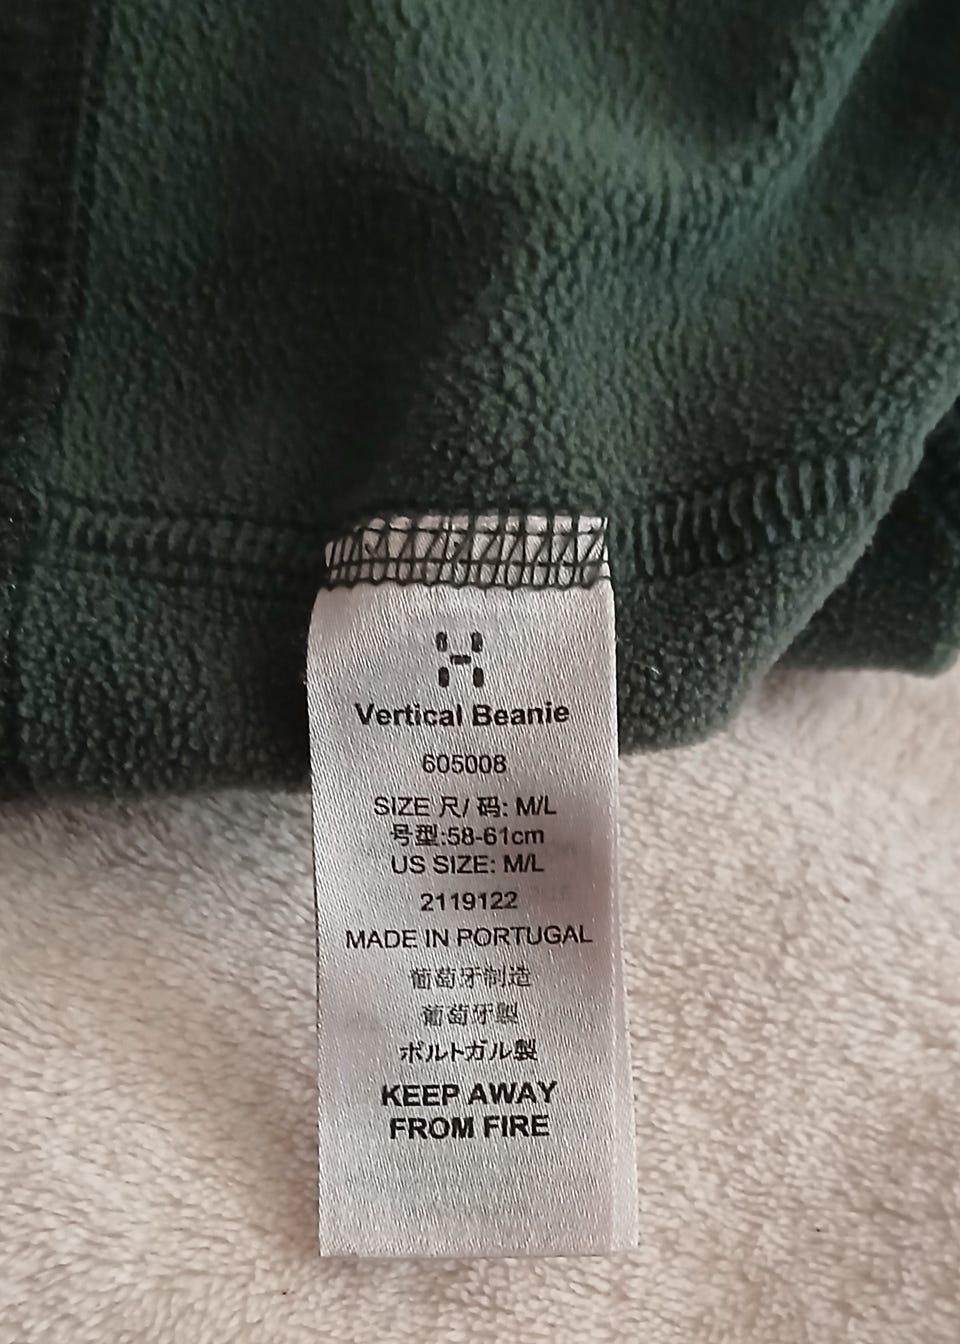 Vertical Beanie
605008
SIZE 尺/ 码: M/L
号型:58-61cm
US SIZE: M/L
2119122
MADE IN PORTUGAL
葡萄牙制造
葡萄牙製
ポルトガル製
KEEP AWAY
FROM FIRE